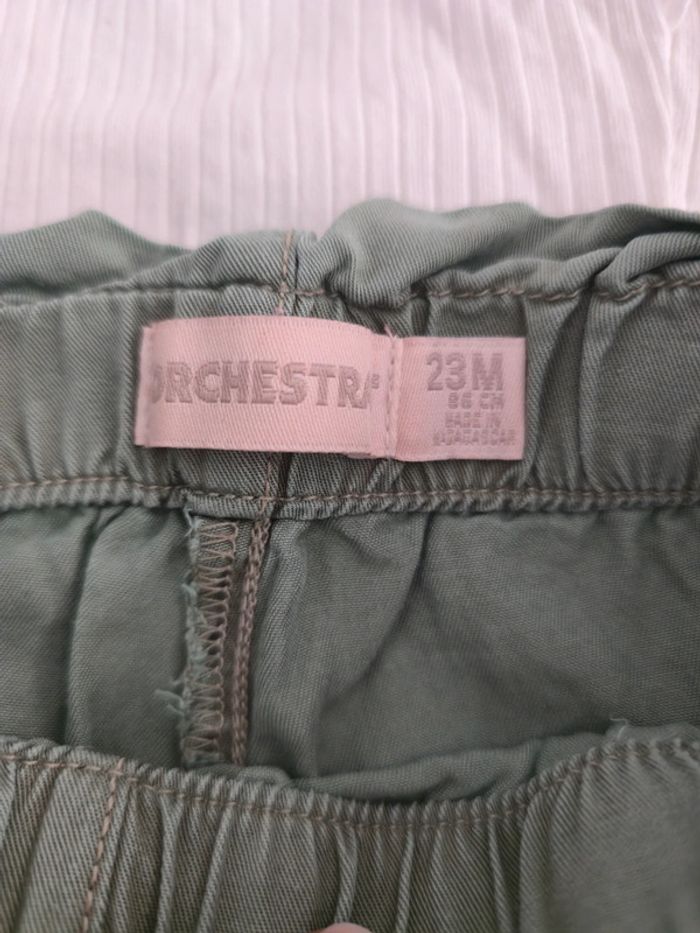 ORCHESTRA
23M
86 CM
MADE IN
MADAGASCAR